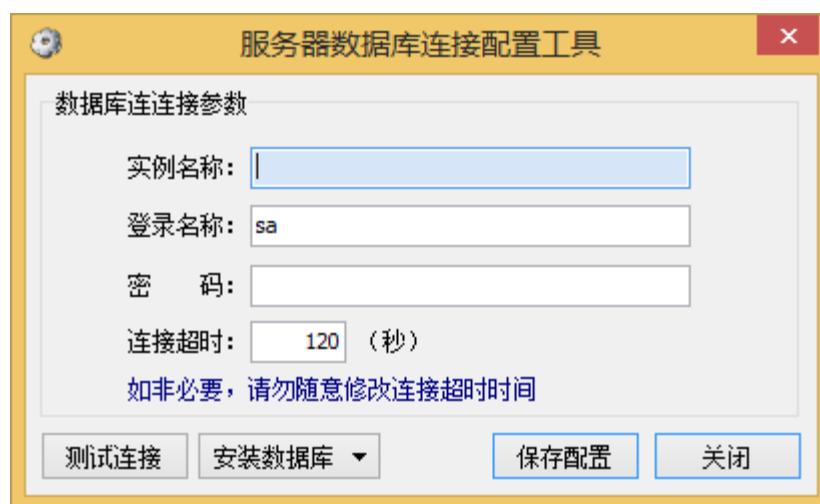 服务器数据库连接配置工具
数据库连连接参数
实例名称：
登录名称： sa
密 码：
连接超时： 120 （秒）
如非必要，请勿随意修改连接超时时间
测试连接 安装数据库 保存配置 关闭